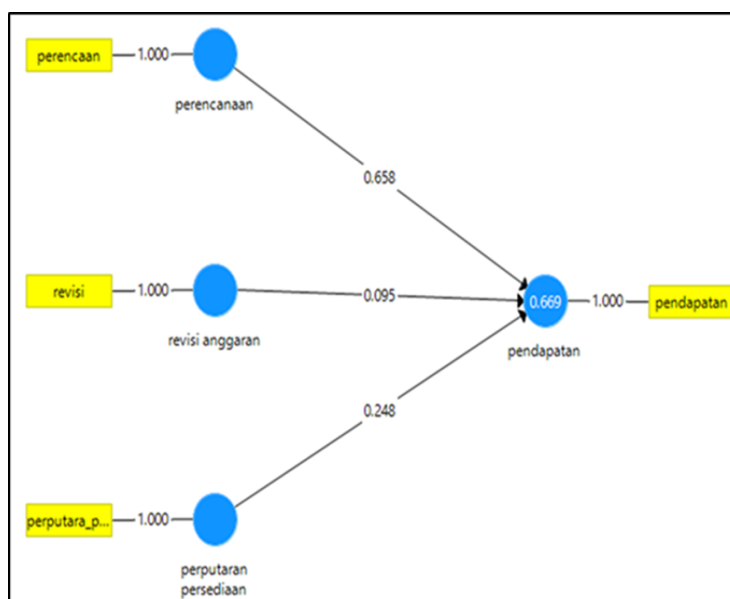 perencaan
1.000
perencanaan
0.658
revisi
1.000
revisi anggaran
0.095
0.669
1.000
pendapatan
pendapatan
0.248
perputara_p...
1.000
perputaran
persediaan